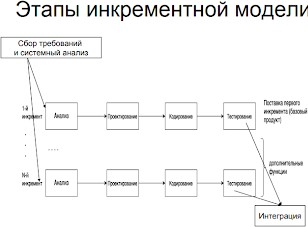 Этапы инкрементной модели
Сбор требований
и системный анализ
1-й
инкремент
Анализ
Проектирование
Кодирование
Тестирование
Поставка первого
инкремента (базовый
продукт)
дополнительные
функции
N-й
инкремент
Анализ
Проектирование
Кодирование
Тестирование
Интеграция